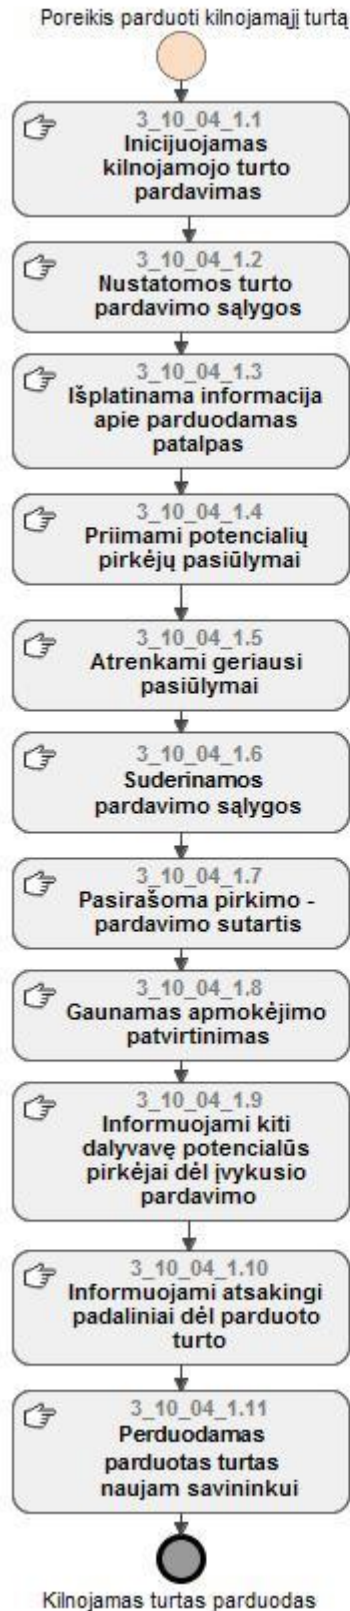 Poreikis parduoti kilnojamąjį turtą
3_10_04_1.1
Inicijuojamas
kilnojamojo turto
pardavimas
3_10_04_1.2
Nustatomos turto
pardavimo sąlygos
3_10_04_1.3
Išplatinama informacija
apie parduodamas
patalpas
3_10_04_1.4
Priimami potencialių
pirkėjų pasiūlymai
3_10_04_1.5
Atrenkami geriausi
pasiūlymai
3_10_04_1.6
Suderinamos
pardavimo sąlygos
3_10_04_1.7
Pasirašoma pirkimo -
pardavimo sutartis
3_10_04_1.8
Gaunamas apmokėjimo
patvirtinimas
3_10_04_1.9
Informuojami kiti
dalyvavę potencialūs
pirkėjai dėl įvykusio
pardavimo
3_10_04_1.10
Informuojami atsakingi
padaliniai dėl parduoto
turto
3_10_04_1.11
Perduodamas
parduotas turtas
naujam savininkui
Kilnojamas turtas parduodas